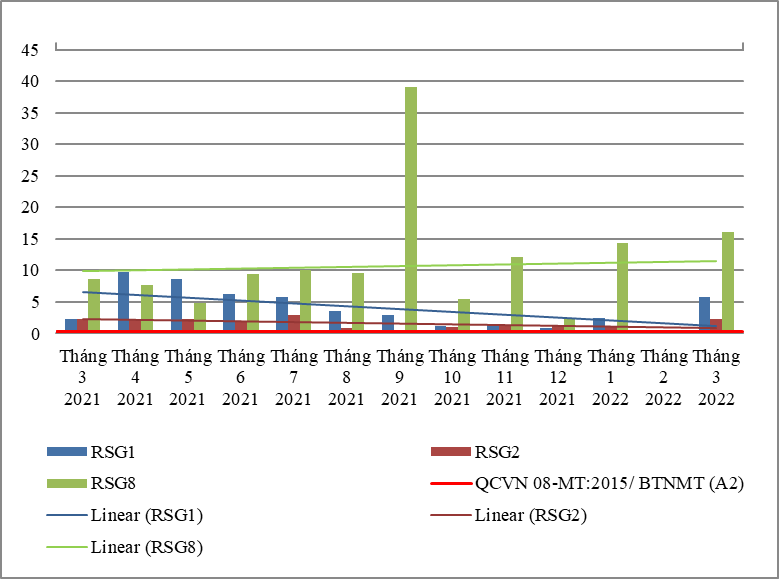 45
40
35
30
25
20
15
10
5
0
Tháng Tháng Tháng Tháng Tháng Tháng Tháng Tháng Tháng Tháng Tháng Tháng Tháng
3 4 5 6 7 8 9 10 11 12 1 2 3
2021 2021 2021 2021 2021 2021 2021 2021 2021 2021 2022 2022 2022
RSG1 RSG2
RSG8 QCVN 08-MT:2015/ BTNMT (A2)
Linear (RSG1) Linear (RSG2)
Linear (RSG8)